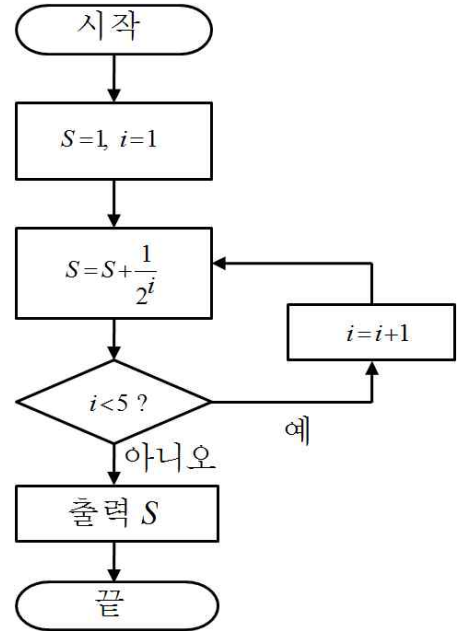 시작
S=1, i=1
S=S+1/2^i
i=i+1
i<5 ?
예
아니오
출력 S
끝